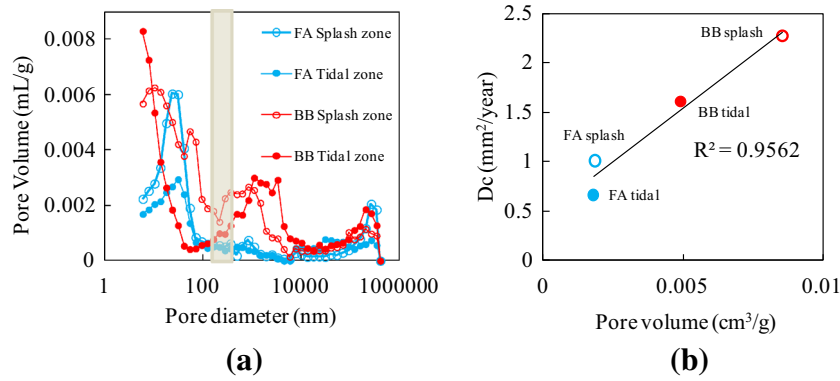 0.008
0.006
0.004
0.002
0
Pore Volume (mL/g)
FA Splash zone
FA Tidal zone
BB Splash zone
BB Tidal zone
1
100
10000
1000000
Pore diameter (nm)
(a)
2.5
2
1.5
1
0.5
0
Dc (mm²/year)
BB splash
BB tidal
FA splash
FA tidal
R² = 0.9562
0
0.005
0.01
Pore volume (cm³/g)
(b)